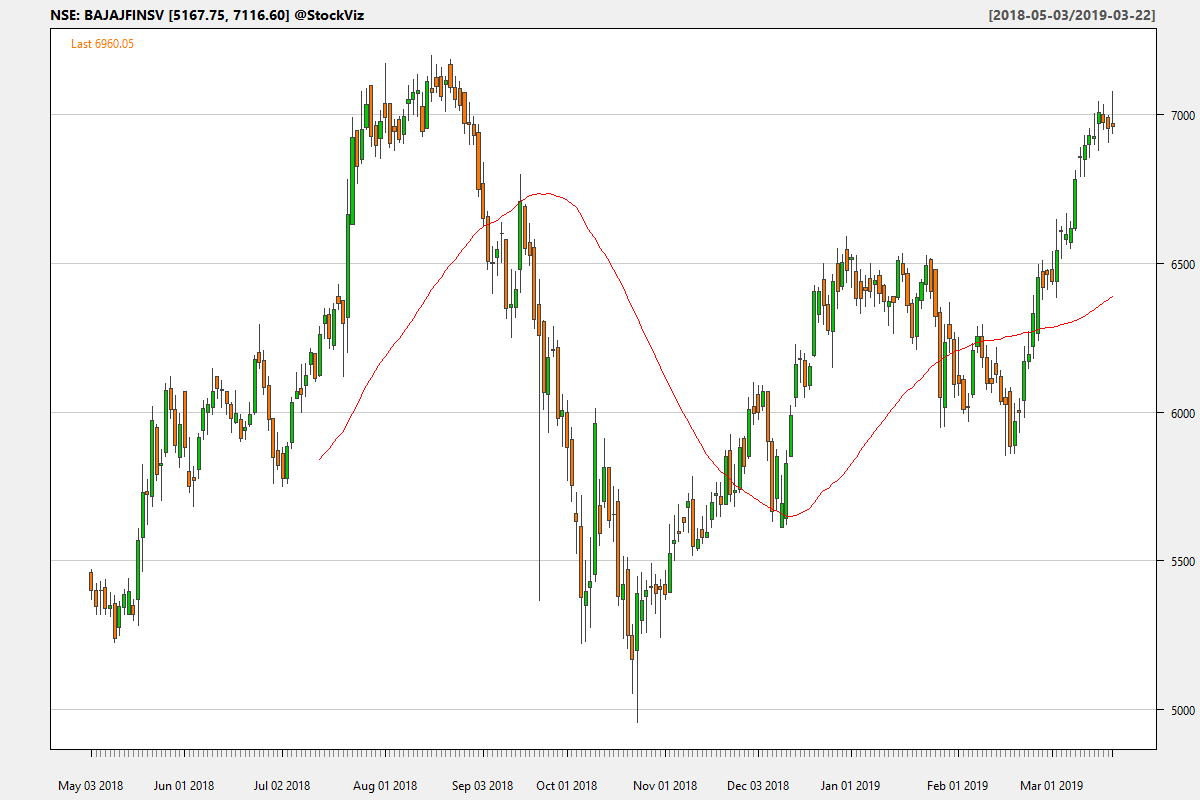 NSE: BAJAJFINSV [5167.75, 7116.60] @StockViz [2018-05-03/2019-03-22]
Last 6960.05
7000
6500
6000
5500
5000
May 03 2018 Jun 01 2018 Jul 02 2018 Aug 01 2018 Sep 03 2018 Oct 01 2018 Nov 01 2018 Dec 03 2018 Jan 01 2019 Feb 01 2019 Mar 01 2019